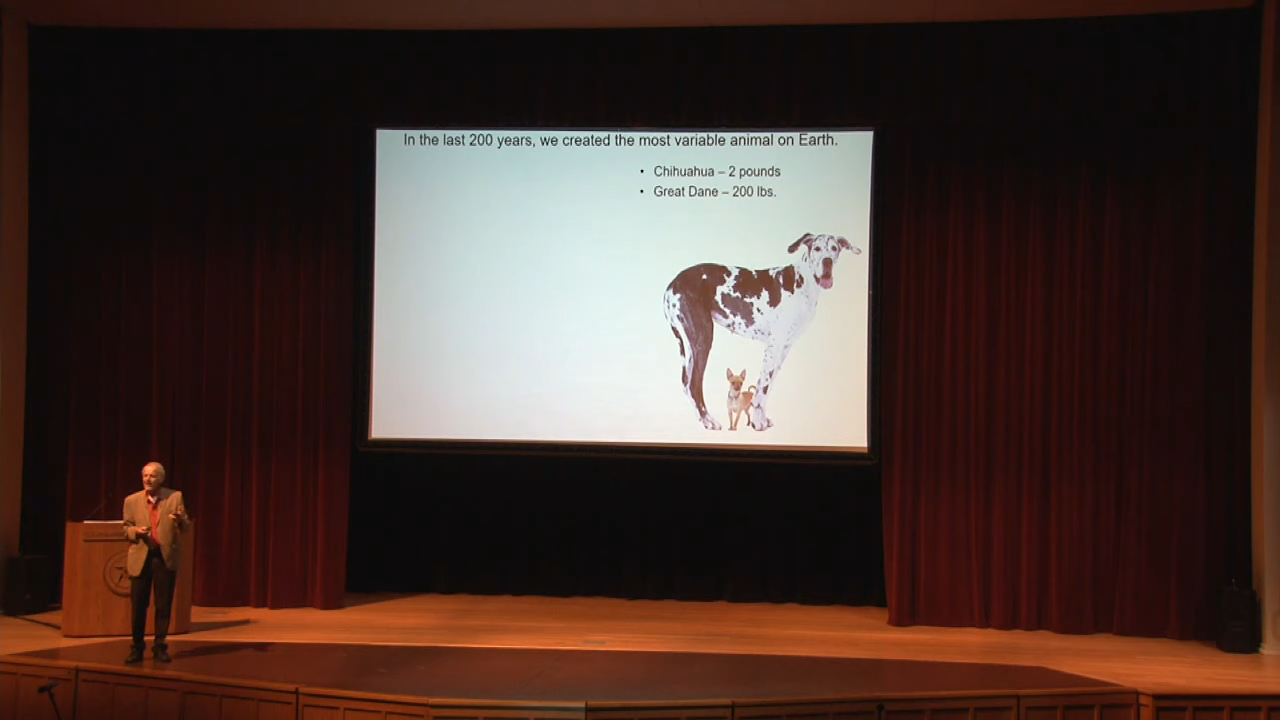 In the last 200 years, we created the most variable animal on Earth.
• Chihuahua – 2 pounds
• Great Dane – 200 lbs.